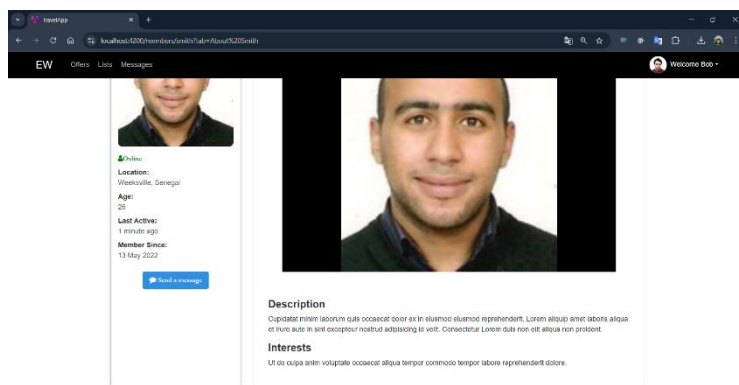 travelApp
localhost:4200/members/smith?tab=About%20Smith
EW Offers Lists Messages Welcome Bob
Online
Location:
Weeksville, Senegal
Age:
26
Last Active:
1 minute ago
Member Since:
13 May 2022
Send a message
Description
Cupidatat minim laborum quis occaecat dolor ex in eiusmod eiusmod reprehenderit. Lorem aliquip amet laboris aliqua
et irure aute in sint excepteur nostrud adipisicing id velit. Consectetur Lorem duis non elit aliqua non proident.
Interests
Ut do culpa anim voluptate occaecat aliqua tempor commodo tempor labore reprehenderit dolore.